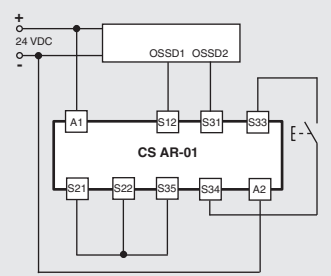 +
24 VDC
-
OSSD1 OSSD2
A1 S12 S31 S33
CS AR-01
S21 S22 S35 S34 A2
E